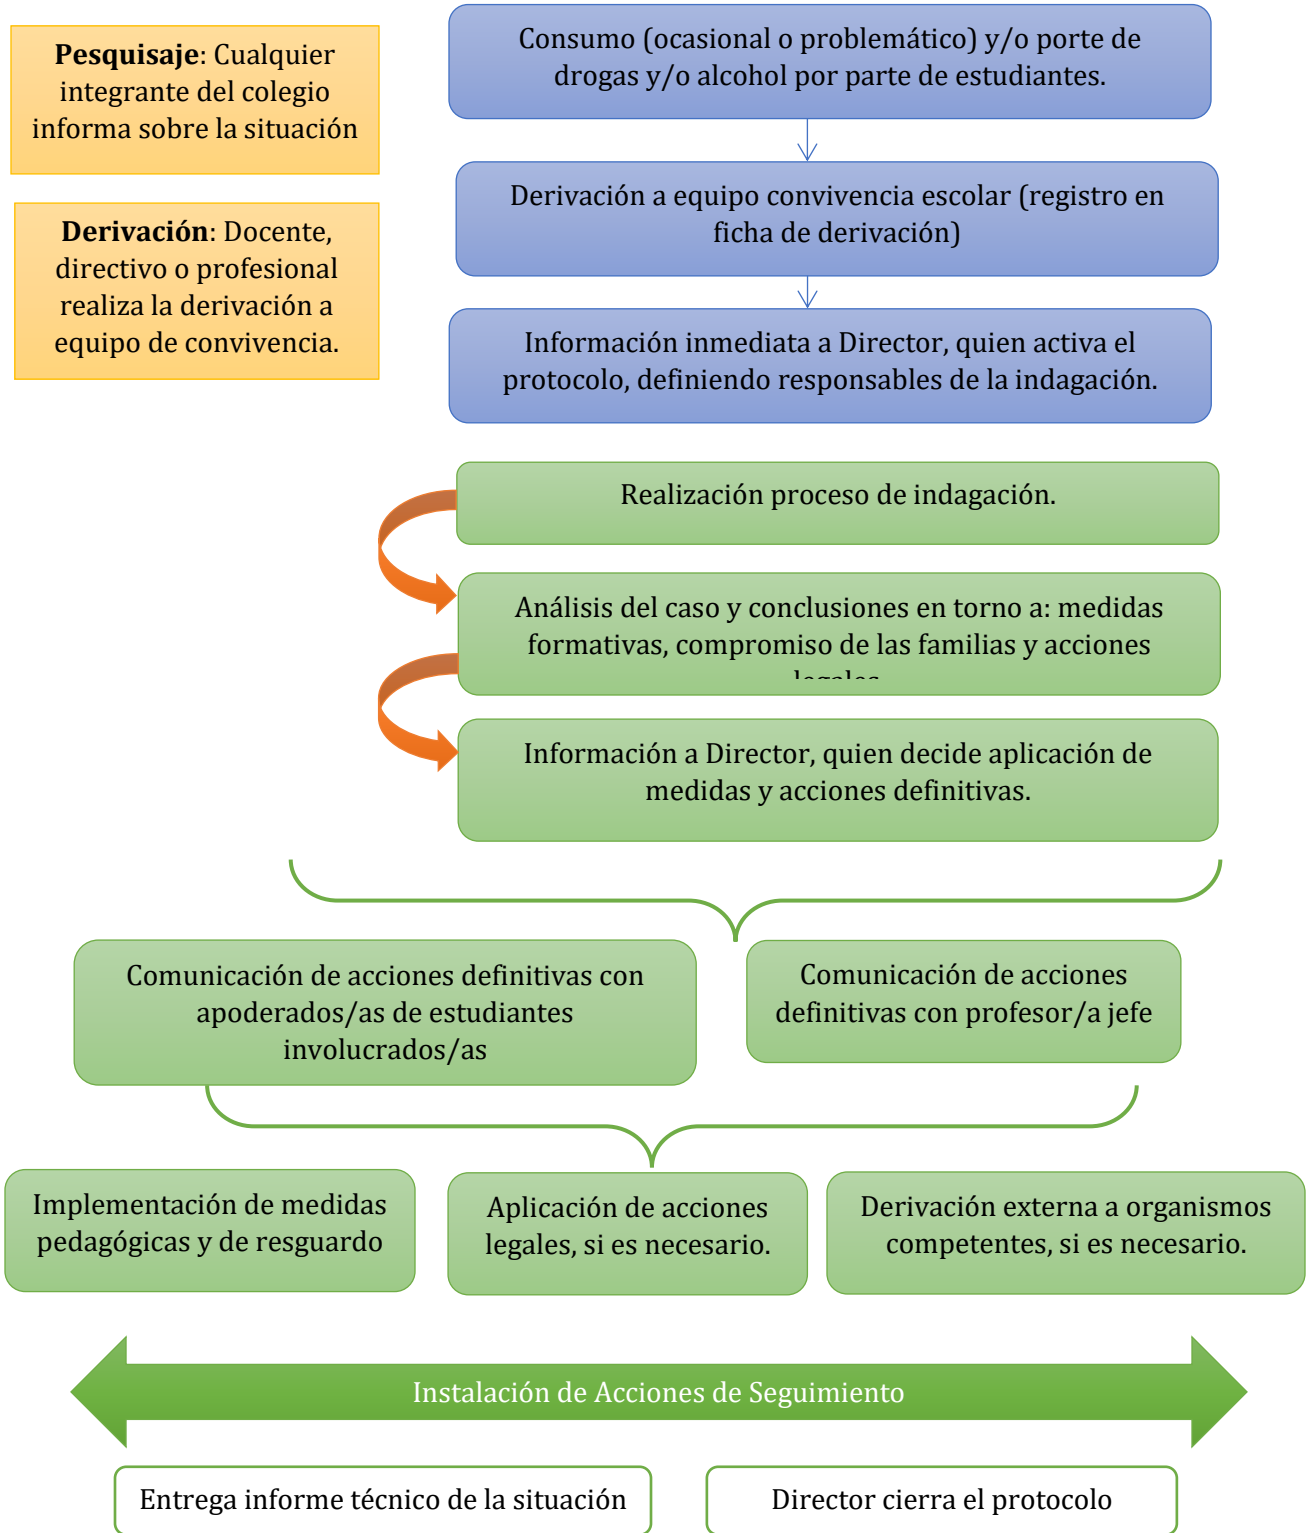 Pesquisaje: Cualquier
integrante del colegio
informa sobre la situación
Consumo (ocasional o problemático) y/o porte de
drogas y/o alcohol por parte de estudiantes.
Derivación: Docente,
directivo o profesional
realiza la derivación a
equipo de convivencia.
Derivación a equipo convivencia escolar (registro en
ficha de derivación)
Información inmediata a Director, quien activa el
protocolo, definiendo responsables de la indagación.
Realización proceso de indagación.
Análisis del caso y conclusiones en torno a: medidas
formativas, compromiso de las familias y acciones
legales
Información a Director, quien decide aplicación de
medidas y acciones definitivas.
Comunicación de acciones definitivas con
apoderados/as de estudiantes
involucrados/as
Comunicación de acciones
definitivas con profesor/a jefe
Implementación de medidas
pedagógicas y de resguardo
Aplicación de acciones
legales, si es necesario.
Derivación externa a organismos
competentes, si es necesario.
Instalación de Acciones de Seguimiento
Entrega informe técnico de la situación
Director cierra el protocolo